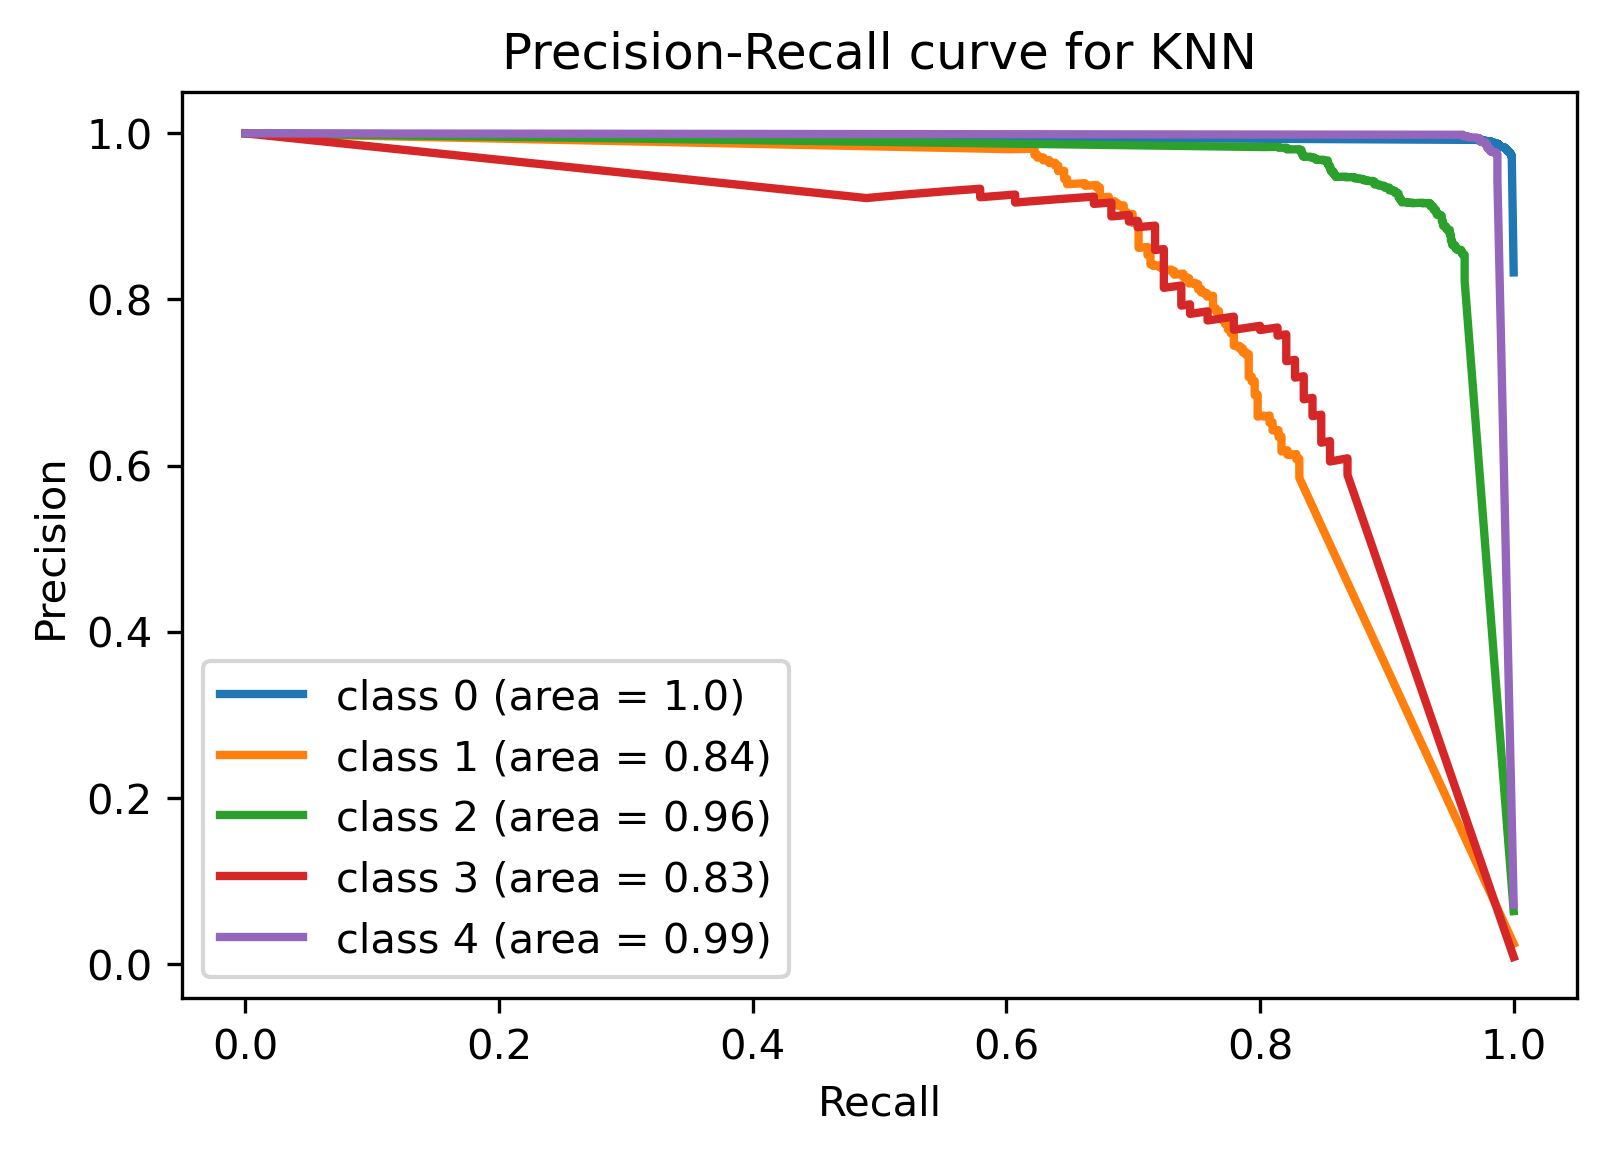 Precision-Recall curve for KNN
1.0
0.8
0.6
0.4
0.2
0.0
Precision
class 0 (area = 1.0)
class 1 (area = 0.84)
class 2 (area = 0.96)
class 3 (area = 0.83)
class 4 (area = 0.99)
0.0 0.2 0.4 0.6 0.8 1.0
Recall